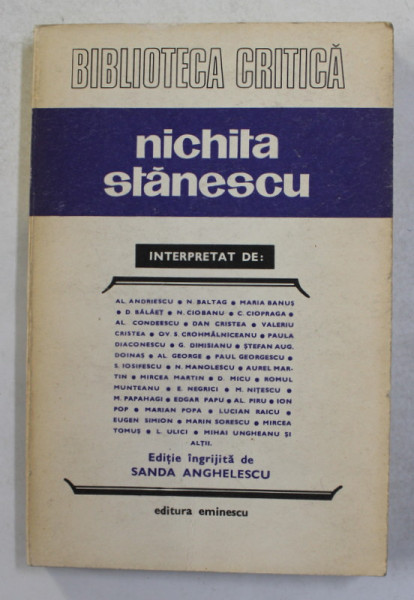 BIBLIOTECA CRITICĂ
nichita
stănescu
INTERPRETAT DE:
AL. ANDRIESCU • N. BALTAG • MARIA BANUȘ
• D. BĂLĂEȚ • N. CIOBANU • C. CIOPRAGA •
AL. CONDEESCU • DAN CRISTEA • VALERIU
CRISTEA • OV. S. CROHMĂLNICEANU • PAULA
DIACONESCU • G. DIMISIANU • ȘTEFAN AUG.
DOINAȘ • AL. GEORGE • PAUL GEORGESCU •
S. IOSIFESCU • N. MANOLESCU • AUREL MAR-
TIN • MIRCEA MARTIN • D. MICU • ROMUL
MUNTEANU • E. NEGRICI • M. NIȚESCU •
M. PAPAHAGI • EDGAR PAPU • AL. PIRU • ION
POP • MARIAN POPA • LUCIAN RAICU •
EUGEN SIMION • MARIN SORESCU • MIRCEA
TOMUȘ • L. ULICI • MIHAI UNGHEANU ȘI
ALȚII.
Ediție îngrijită de
SANDA ANGHELESCU
editura eminescu